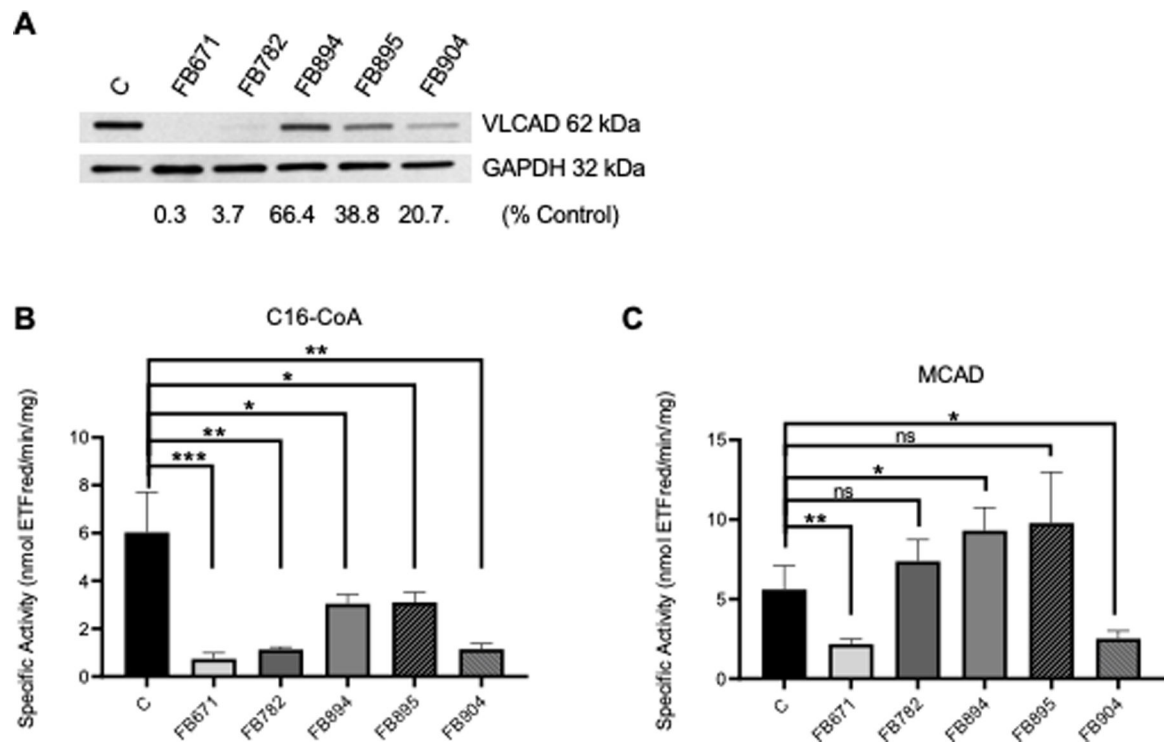 A
C FB671 FB782 FB894 FB895 FB904
VLCAD 62 kDa
GAPDH 32 kDa
0.3 3.7 66.4 38.8 20.7. (% Control)
B
C16-CoA
**
*
*
**
***
Specific Activity (nmol ETFred/min/mg)
10
8
6
4
2
0
C FB671 FB782 FB894 FB895 FB904
C
MCAD
*
ns
*
ns
**
Specific Activity (nmol ETFred/min/mg)
15
10
5
0
C FB671 FB782 FB894 FB895 FB904